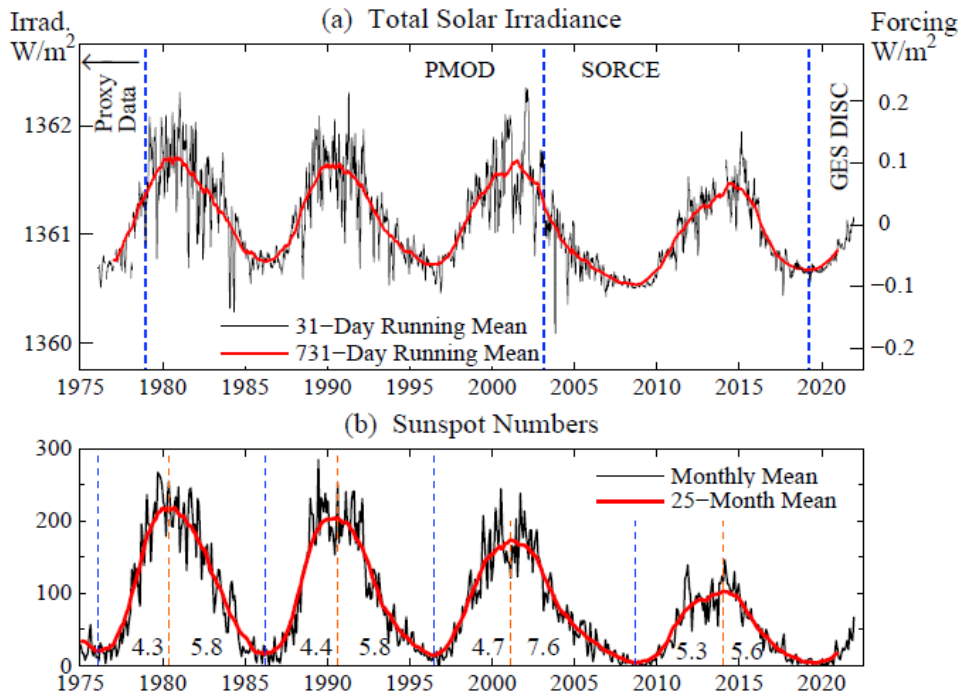 Irrad.
W/m²
(a) Total Solar Irradiance
Forcing
W/m²
Proxy
Data
PMOD
SORCE
GES DISC
1362
1361
1360
0.2
0.1
0
−0.1
−0.2
31−Day Running Mean
731−Day Running Mean
1975 1980 1985 1990 1995 2000 2005 2010 2015 2020
(b) Sunspot Numbers
300
200
100
0
Monthly Mean
25−Month Mean
4.3 5.8 4.4 5.8 4.7 7.6 5.3 5.6
1975 1980 1985 1990 1995 2000 2005 2010 2015 2020